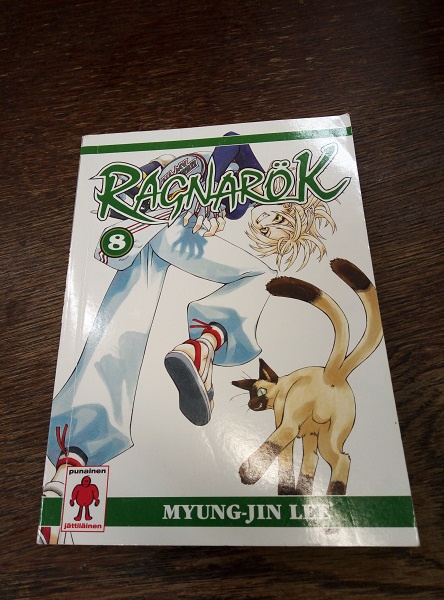 RAGNARÖK
8
punainen
jättiläinen
MYUNG-JIN LEE